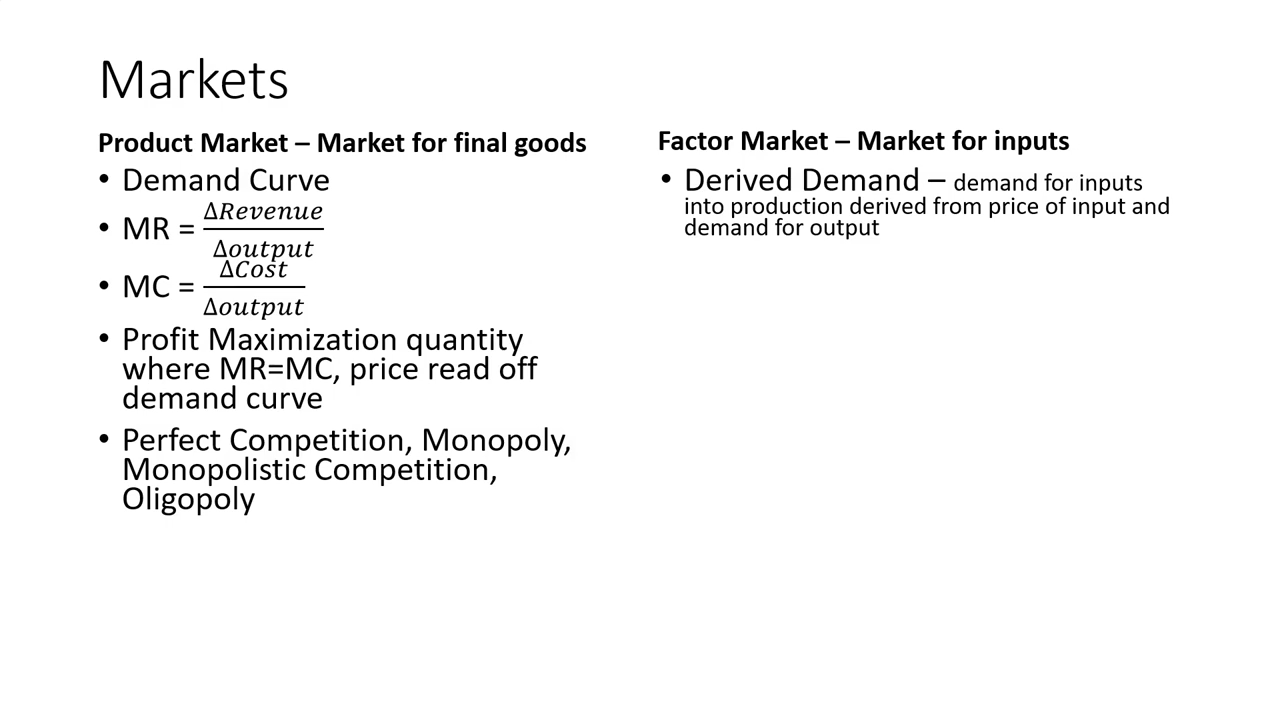 Markets
Product Market – Market for final goods
• Demand Curve
• MR = ΔRevenue/Δoutput
• MC = ΔCost/Δoutput
• Profit Maximization quantity
where MR=MC, price read off
demand curve
• Perfect Competition, Monopoly,
Monopolistic Competition,
Oligopoly
Factor Market – Market for inputs
• Derived Demand – demand for inputs
into production derived from price of input and
demand for output